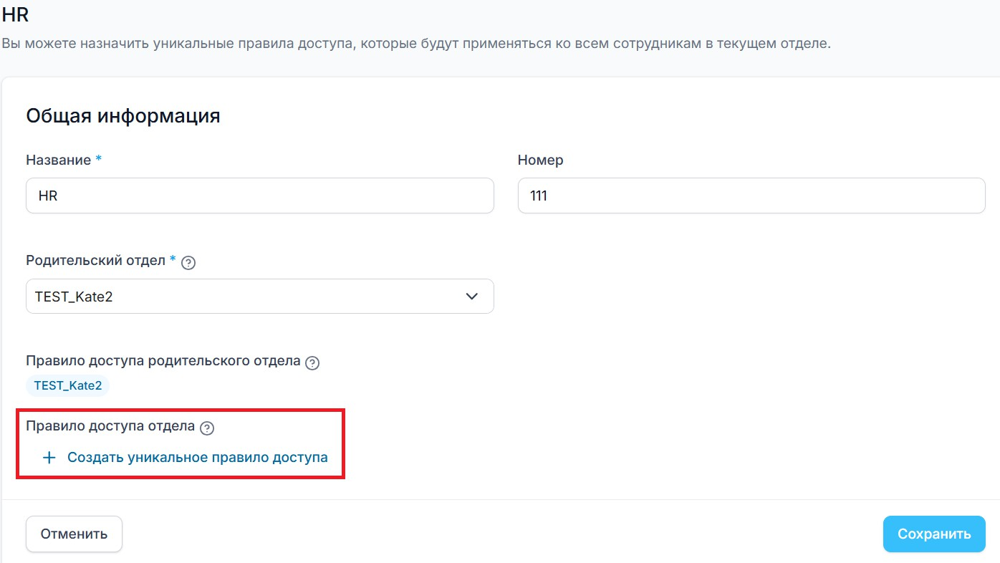 HR
Вы можете назначить уникальные правила доступа, которые будут применяться ко всем сотрудникам в текущем отделе.
Общая информация
Название *
Номер
HR
111
Родительский отдел * ?
TEST_Kate2
Правило доступа родительского отдела ?
TEST_Kate2
Правило доступа отдела ?
+ Создать уникальное правило доступа
Отменить
Сохранить